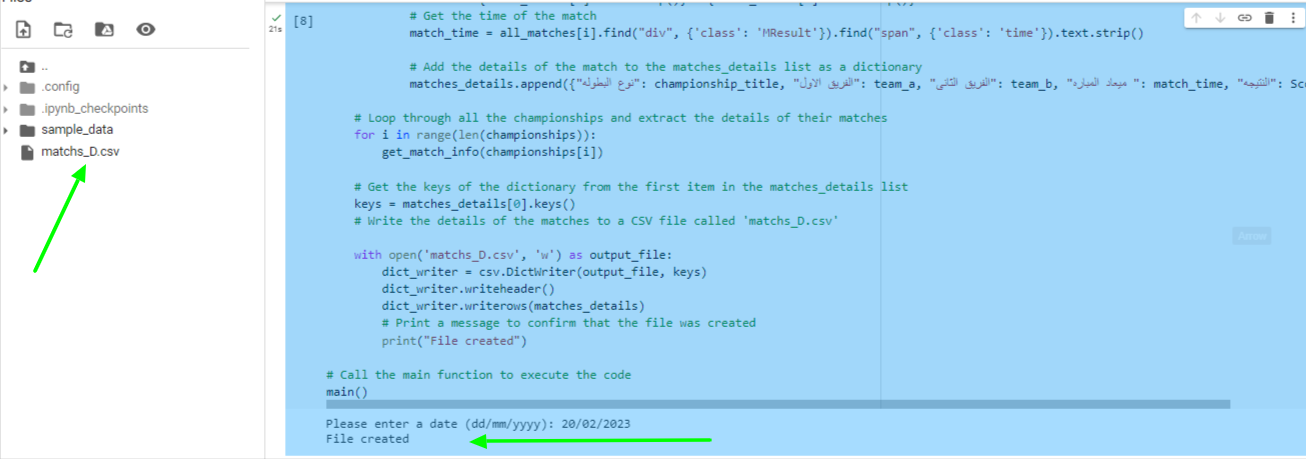 ..
.config
.ipynb_checkpoints
sample_data
matchs_D.csv
21s
[8]
# Get the time of the match
match_time = all_matches[i].find("div", {'class': 'MResult'}).find("span", {'class': 'time'}).text.strip()
# Add the details of the match to the matches_details list as a dictionary
matches_details.append({"نوع البطوله": championship_title, "الفريق الاول": team_a, "الفريق الثانى": team_b, "ميعاد المباره": match_time, "النتيجه": Sc
# Loop through all the championships and extract the details of their matches
for i in range(len(championships)):
get_match_info(championships[i])
# Get the keys of the dictionary from the first item in the matches_details list
keys = matches_details[0].keys()
# Write the details of the matches to a CSV file called 'matchs_D.csv'
with open('matchs_D.csv', 'w') as output_file:
dict_writer = csv.DictWriter(output_file, keys)
dict_writer.writeheader()
dict_writer.writerows(matches_details)
# Print a message to confirm that the file was created
print("File created")
# Call the main function to execute the code
main()
Please enter a date (dd/mm/yyyy): 20/02/2023
File created
Arrow